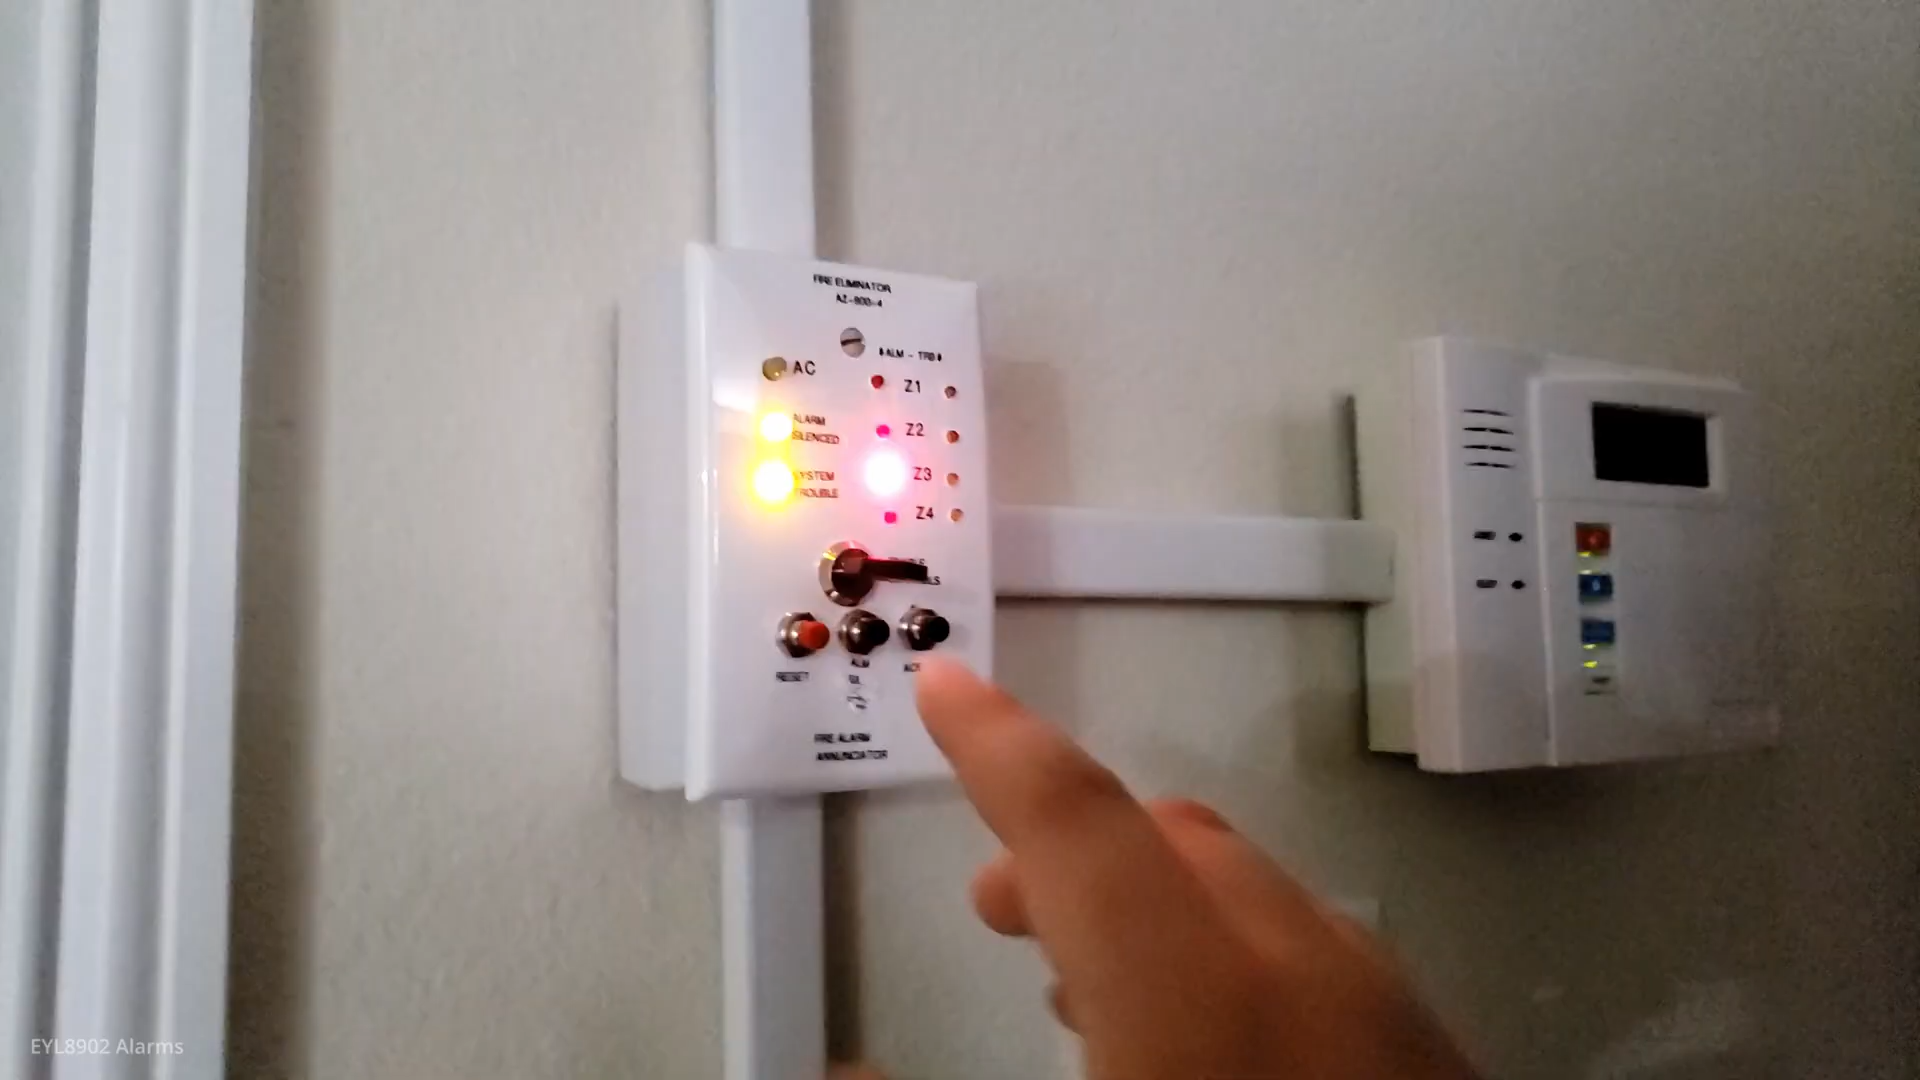 FIRE ELIMINATOR
AZ-800-4
ALM - TRB
AC
Z1
ALARM
SILENCED
Z2
SYSTEM
TROUBLE
Z3
Z4
RESET
ALM
SIL
FIRE ALARM
ANNUNCIATOR
EYL8902 Alarms